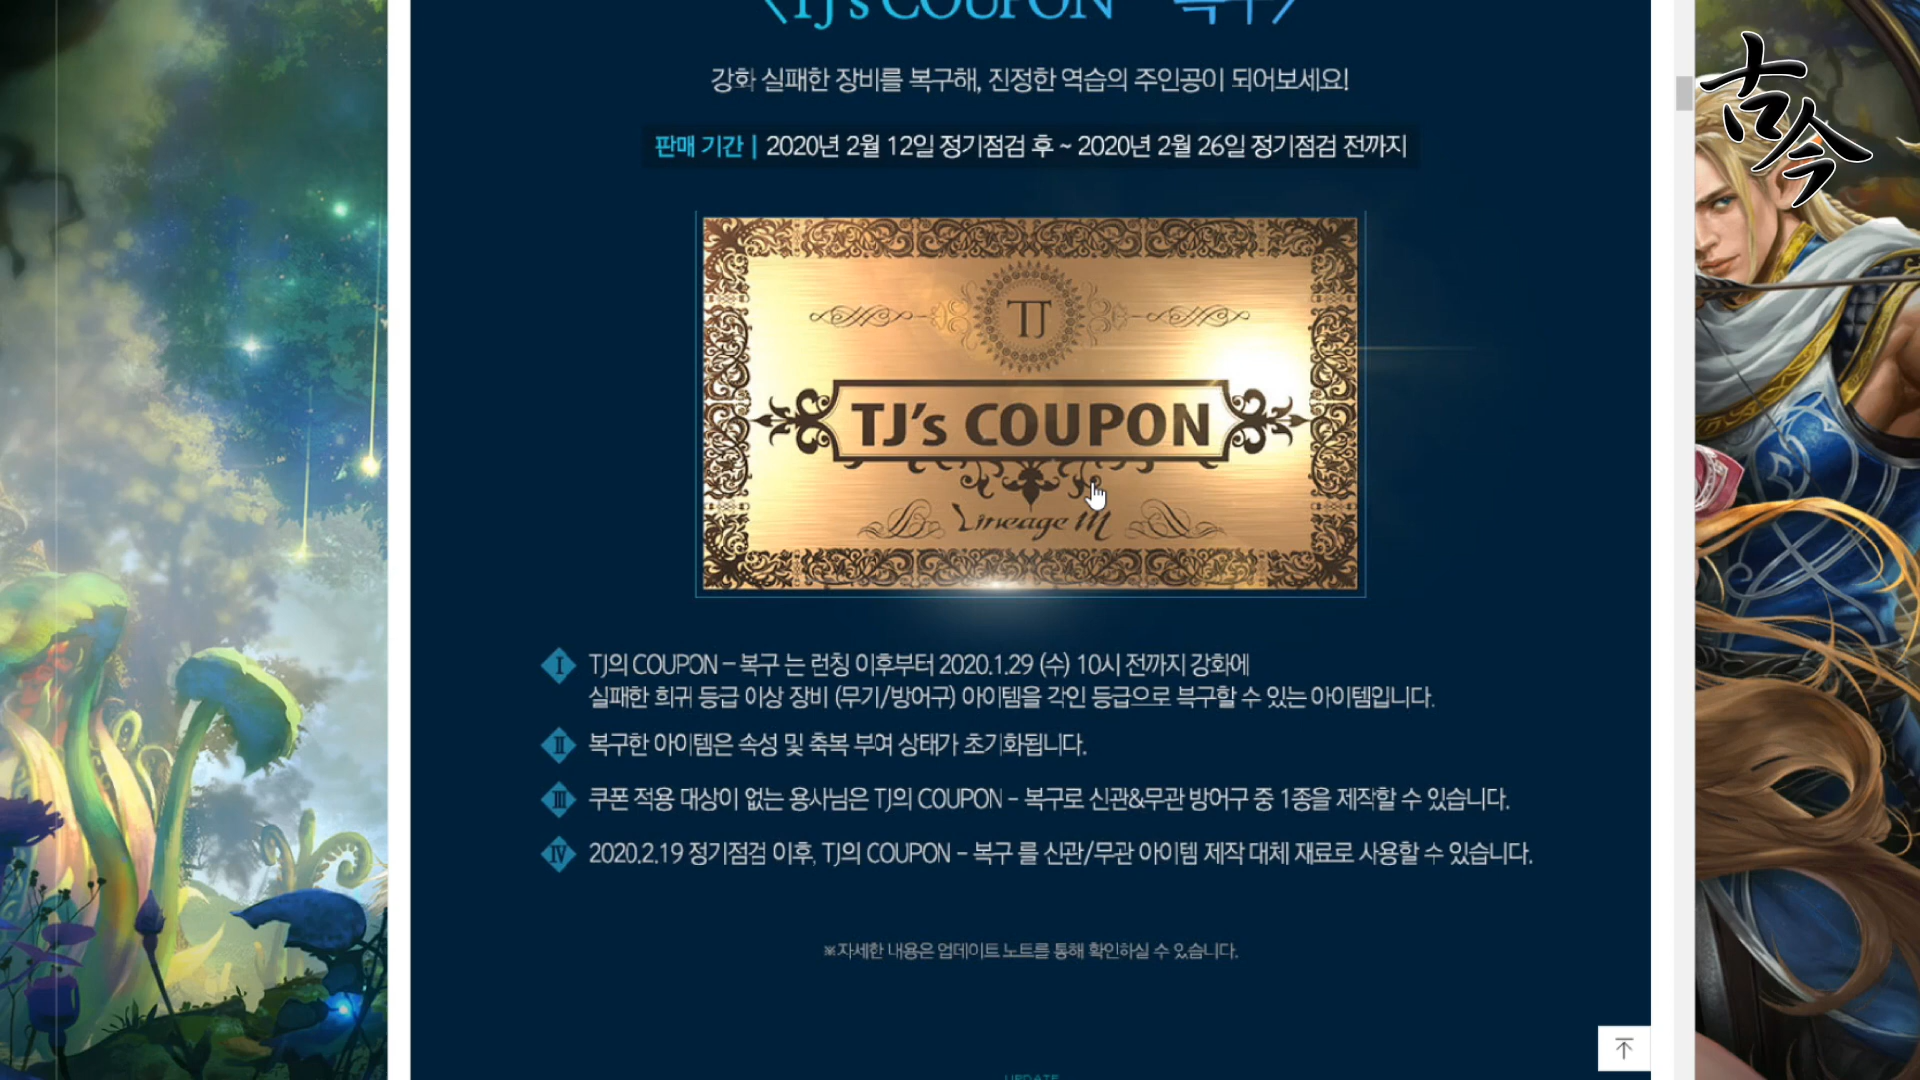 〈TJ's COUPON - 복구〉
古今
강화 실패한 장비를 복구해, 진정한 역습의 주인공이 되어보세요!
판매 기간 | 2020년 2월 12일 정기점검 후 ~ 2020년 2월 26일 정기점검 전까지
TJ
TJ's COUPON
Lineage M
I TJ의 COUPON – 복구 는 런칭 이후부터 2020.1.29 (수) 10시 전까지 강화에
실패한 희귀 등급 이상 장비 (무기/방어구) 아이템을 각인 등급으로 복구할 수 있는 아이템입니다.
II 복구한 아이템은 속성 및 축복 부여 상태가 초기화됩니다.
III 쿠폰 적용 대상이 없는 용사님은 TJ의 COUPON – 복구로 신관&무관 방어구 중 1종을 제작할 수 있습니다.
IV 2020.2.19 정기점검 이후, TJ의 COUPON – 복구 를 신관/무관 아이템 제작 대체 재료로 사용할 수 있습니다.
※자세한 내용은 업데이트 노트를 통해 확인하실 수 있습니다.
UPDATE